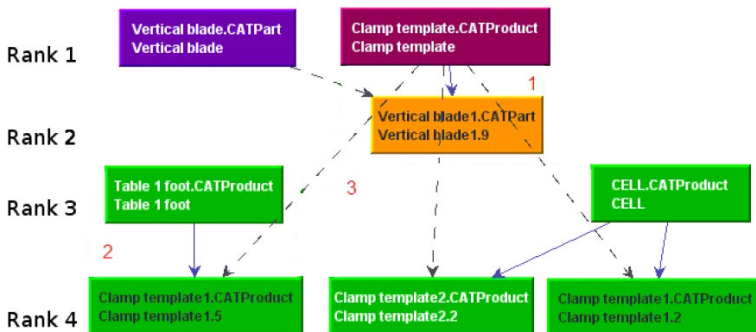 Vertical blade.CATPart
Vertical blade
Clamp template.CATProduct
Clamp template
Rank 1
1
Vertical blade1.CATPart
Vertical blade1.9
Rank 2
Table 1 foot.CATProduct
Table 1 foot
3
CELL.CATProduct
CELL
Rank 3
2
Clamp template1.CATProduct
Clamp template1.5
Clamp template2.CATProduct
Clamp template2.2
Clamp template1.CATProduct
Clamp template1.2
Rank 4